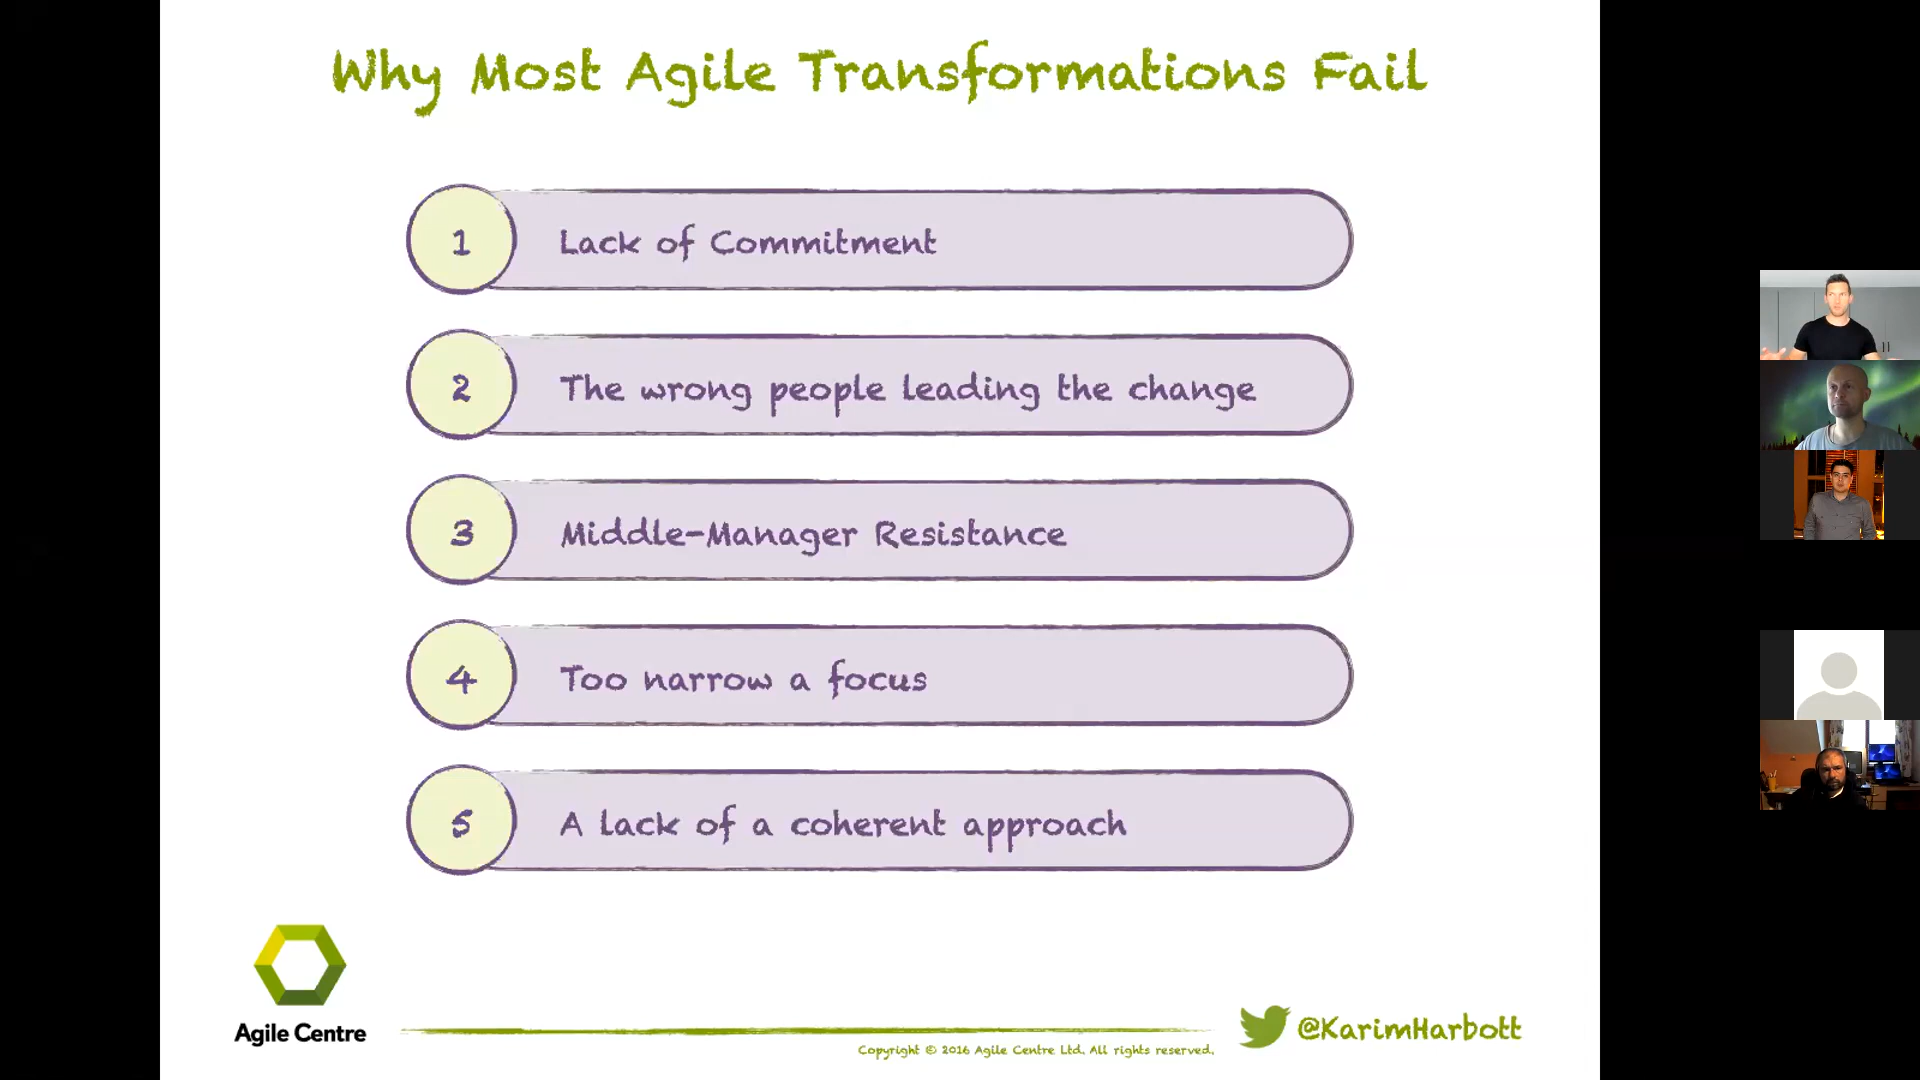 Why Most Agile Transformations Fail
1
Lack of Commitment
2
The wrong people leading the change
3
Middle-Manager Resistance
4
Too narrow a focus
5
A lack of a coherent approach
Agile Centre
Copyright © 2016 Agile Centre Ltd. All rights reserved.
@KarimHarbott